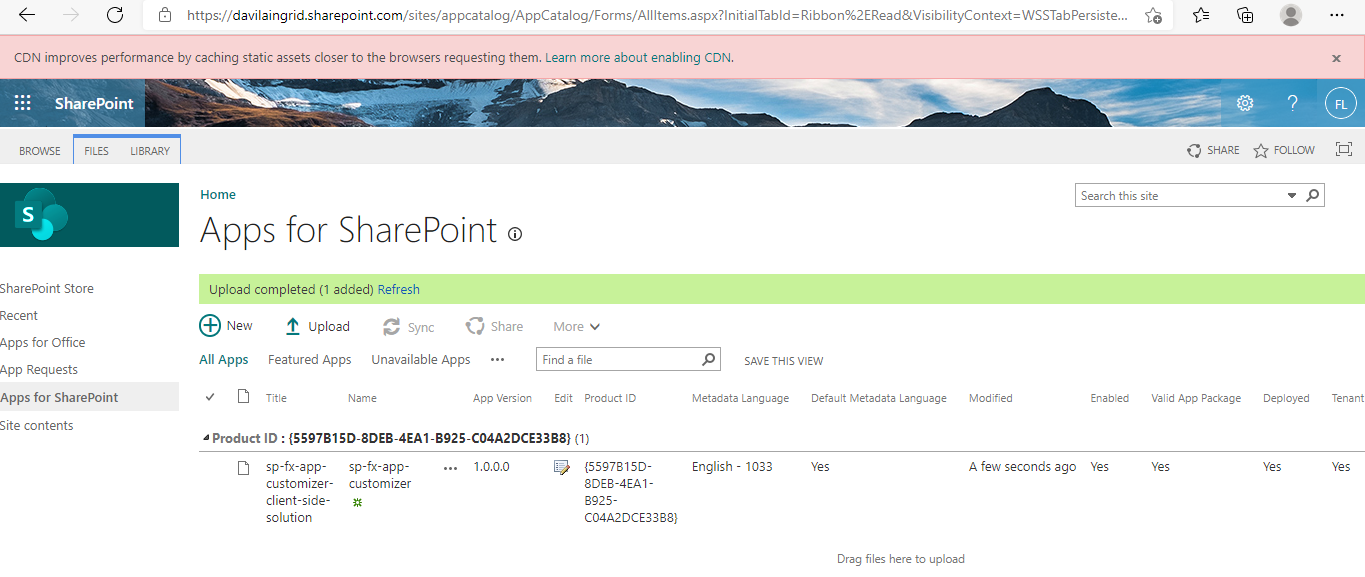 https://davilaingrid.sharepoint.com/sites/appcatalog/AppCatalog/Forms/AllItems.aspx?InitialTabId=Ribbon%2ERead&VisibilityContext=WSSTabPersiste...
CDN improves performance by caching static assets closer to the browsers requesting them. Learn more about enabling CDN.
SharePoint
? FL
BROWSE FILES LIBRARY SHARE FOLLOW
S
Home
Search this site
Apps for SharePoint
Upload completed (1 added) Refresh
SharePoint Store
Recent
Apps for Office
App Requests
Apps for SharePoint
Site contents
New Upload Sync Share More
All Apps Featured Apps Unavailable Apps ... Find a file SAVE THIS VIEW
Title Name App Version Edit Product ID Metadata Language Default Metadata Language Modified Enabled Valid App Package Deployed Tenant
Product ID : {5597B15D-8DEB-4EA1-B925-C04A2DCE33B8} (1)
sp-fx-app-customizer-client-side-solution
sp-fx-app-customizer
... 1.0.0.0
{5597B15D-8DEB-4EA1-B925-C04A2DCE33B8}
English - 1033 Yes A few seconds ago Yes Yes Yes Yes
Drag files here to upload